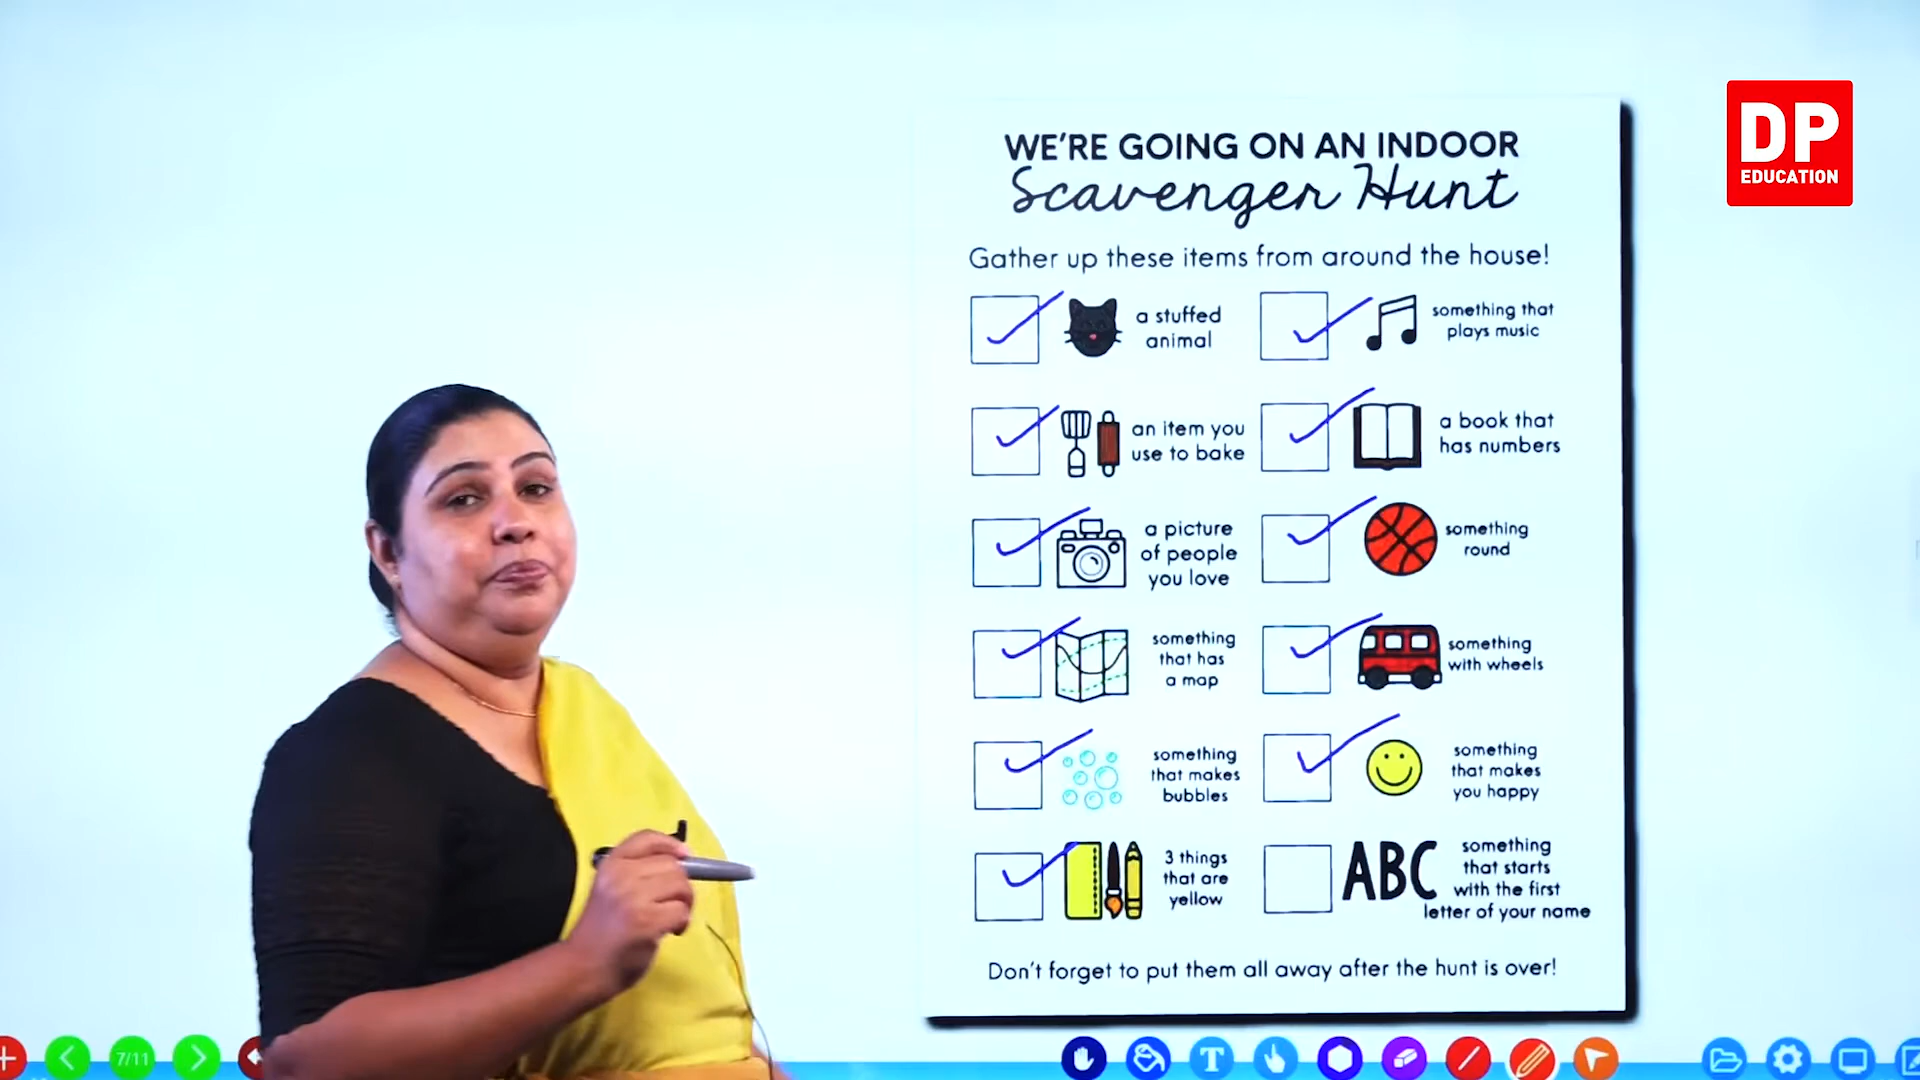 DP
EDUCATION
WE'RE GOING ON AN INDOOR
Scavenger Hunt
Gather up these items from around the house!
a stuffed
animal
something that
plays music
an item you
use to bake
a book that
has numbers
a picture
of people
you love
something
round
something
that has
a map
something
with wheels
something
that makes
bubbles
something
that makes
you happy
3 things
that are
yellow
ABC
something
that starts
with the first
letter of your name
Don't forget to put them all away after the hunt is over!
7/11
T